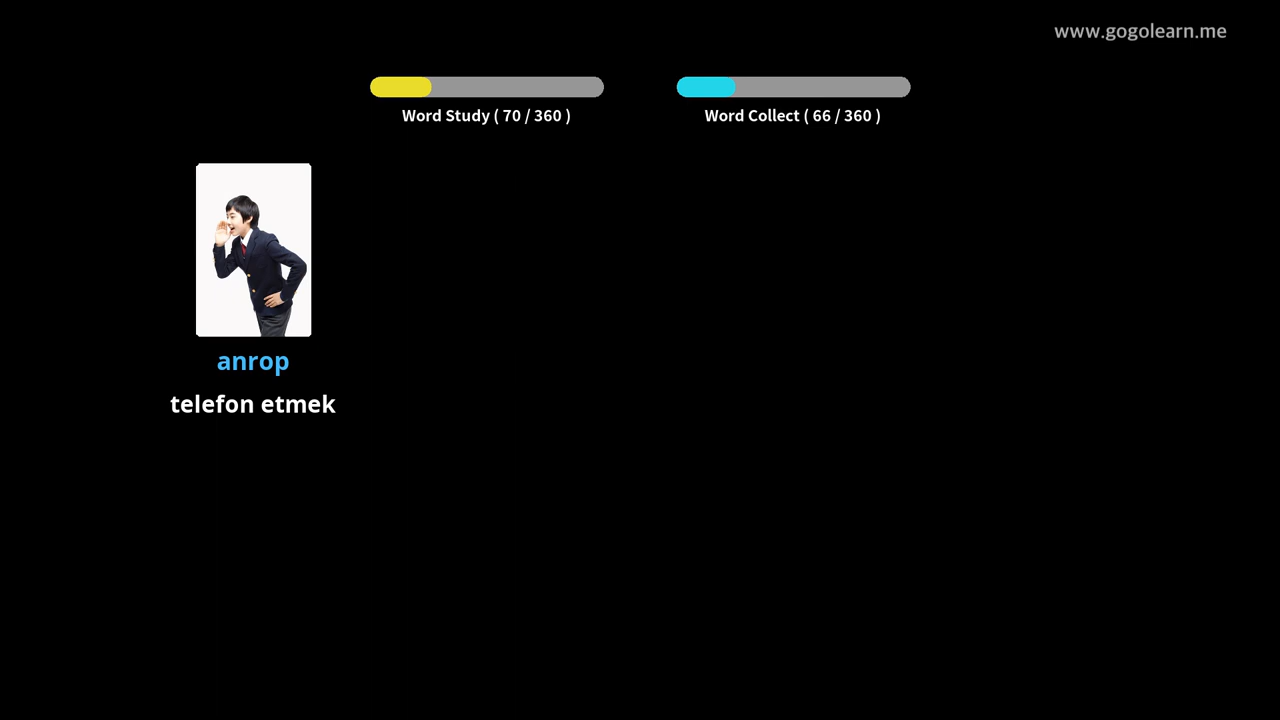 www.gogolearn.me
Word Study ( 70 / 360 )
Word Collect ( 66 / 360 )
anrop
telefon etmek